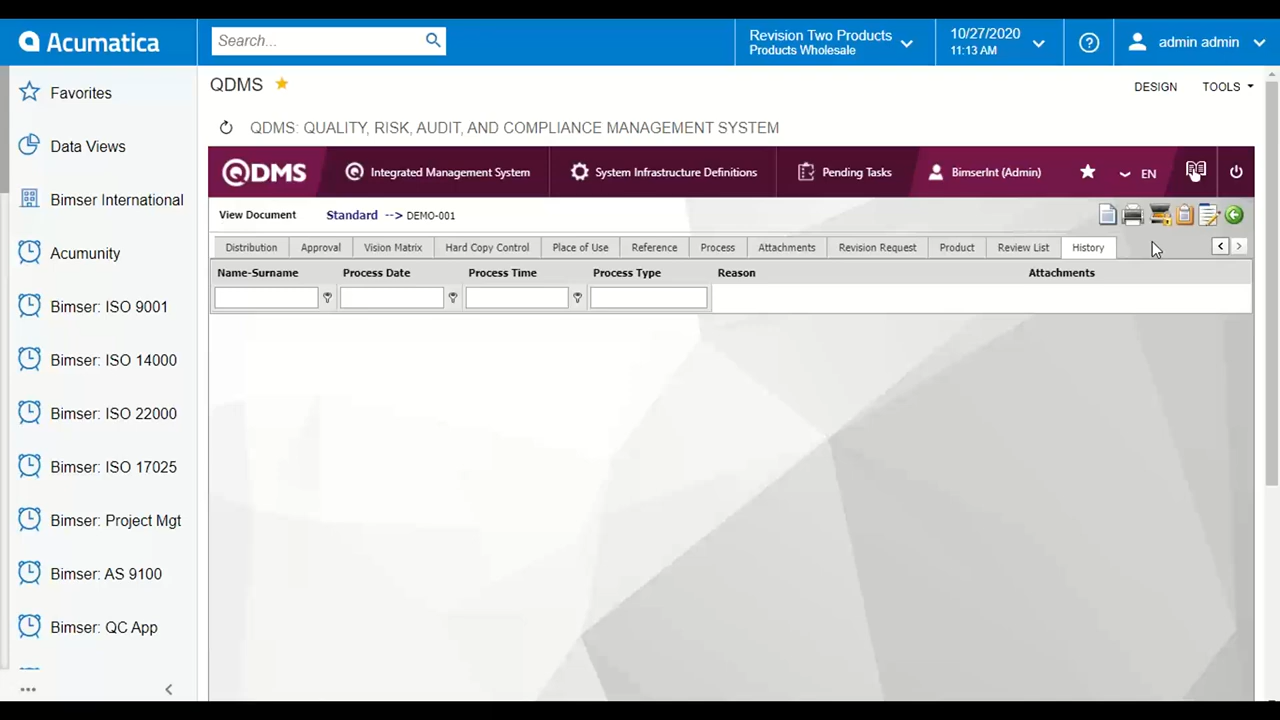 Acumatica
Search...
Revision Two Products
Products Wholesale
10/27/2020
11:13 AM
admin admin
Favorites
Data Views
Bimser International
Acumunity
Bimser: ISO 9001
Bimser: ISO 14000
Bimser: ISO 22000
Bimser: ISO 17025
Bimser: Project Mgt
Bimser: AS 9100
Bimser: QC App
QDMS
DESIGN
TOOLS
QDMS: QUALITY, RISK, AUDIT, AND COMPLIANCE MANAGEMENT SYSTEM
QDMS
Integrated Management System
System Infrastructure Definitions
Pending Tasks
BimserInt (Admin)
EN
View Document Standard --> DEMO-001
Distribution Approval Vision Matrix Hard Copy Control Place of Use Reference Process Attachments Revision Request Product Review List History
Name-Surname Process Date Process Time Process Type Reason Attachments